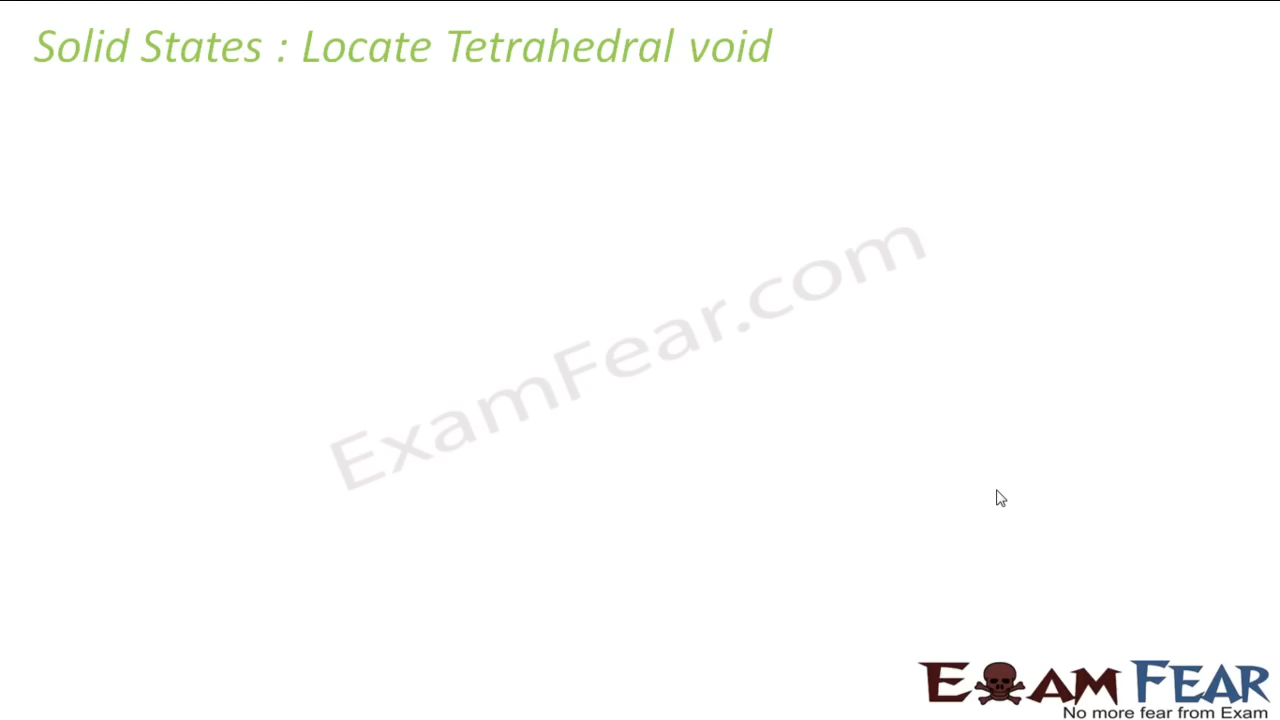 Solid States : Locate Tetrahedral void
ExamFear.com
EXAM FEAR
No more fear from Exam